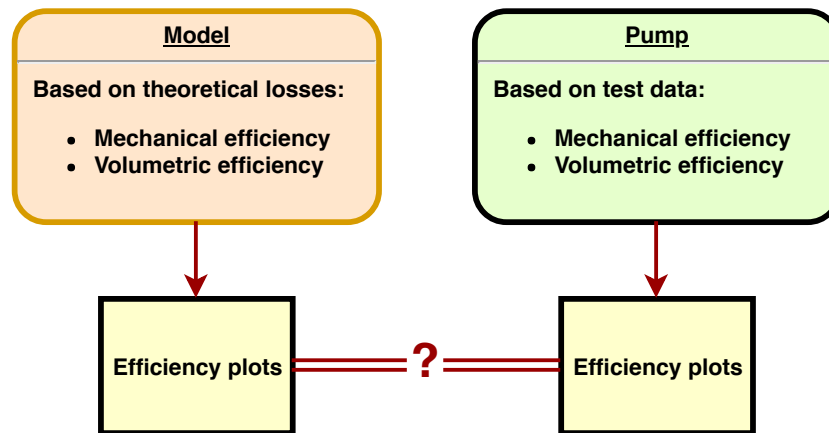 Model
Based on theoretical losses:
• Mechanical efficiency
• Volumetric efficiency
Pump
Based on test data:
• Mechanical efficiency
• Volumetric efficiency
Efficiency plots
?
Efficiency plots